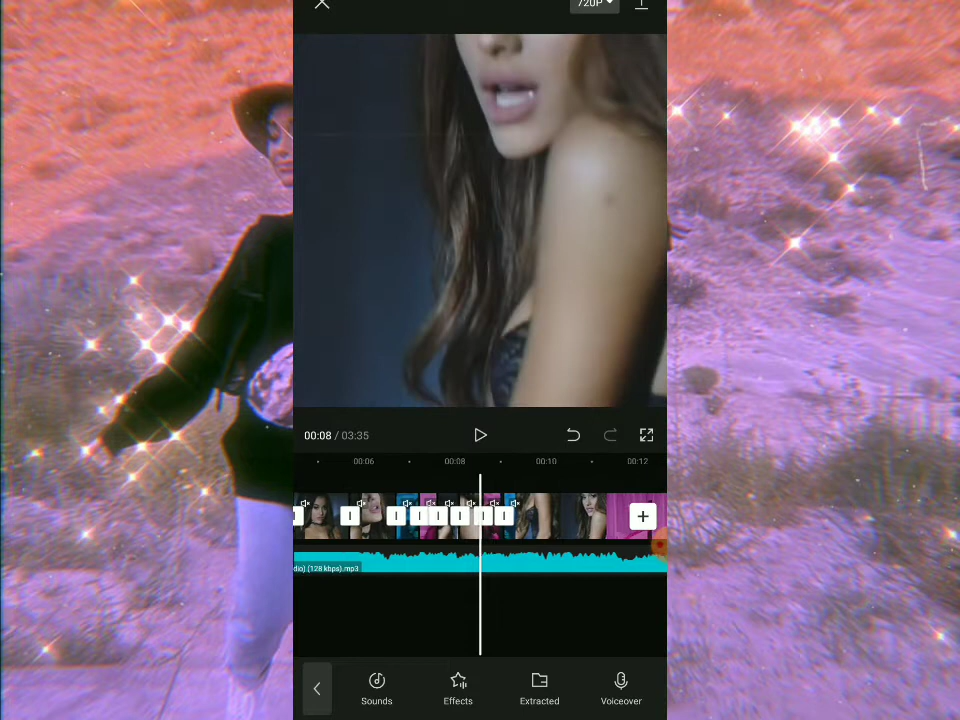 720P
00:08 / 03:35
00:06 00:08 00:10 00:12
dio) (128 kbps).mp3
Sounds Effects Extracted Voiceover